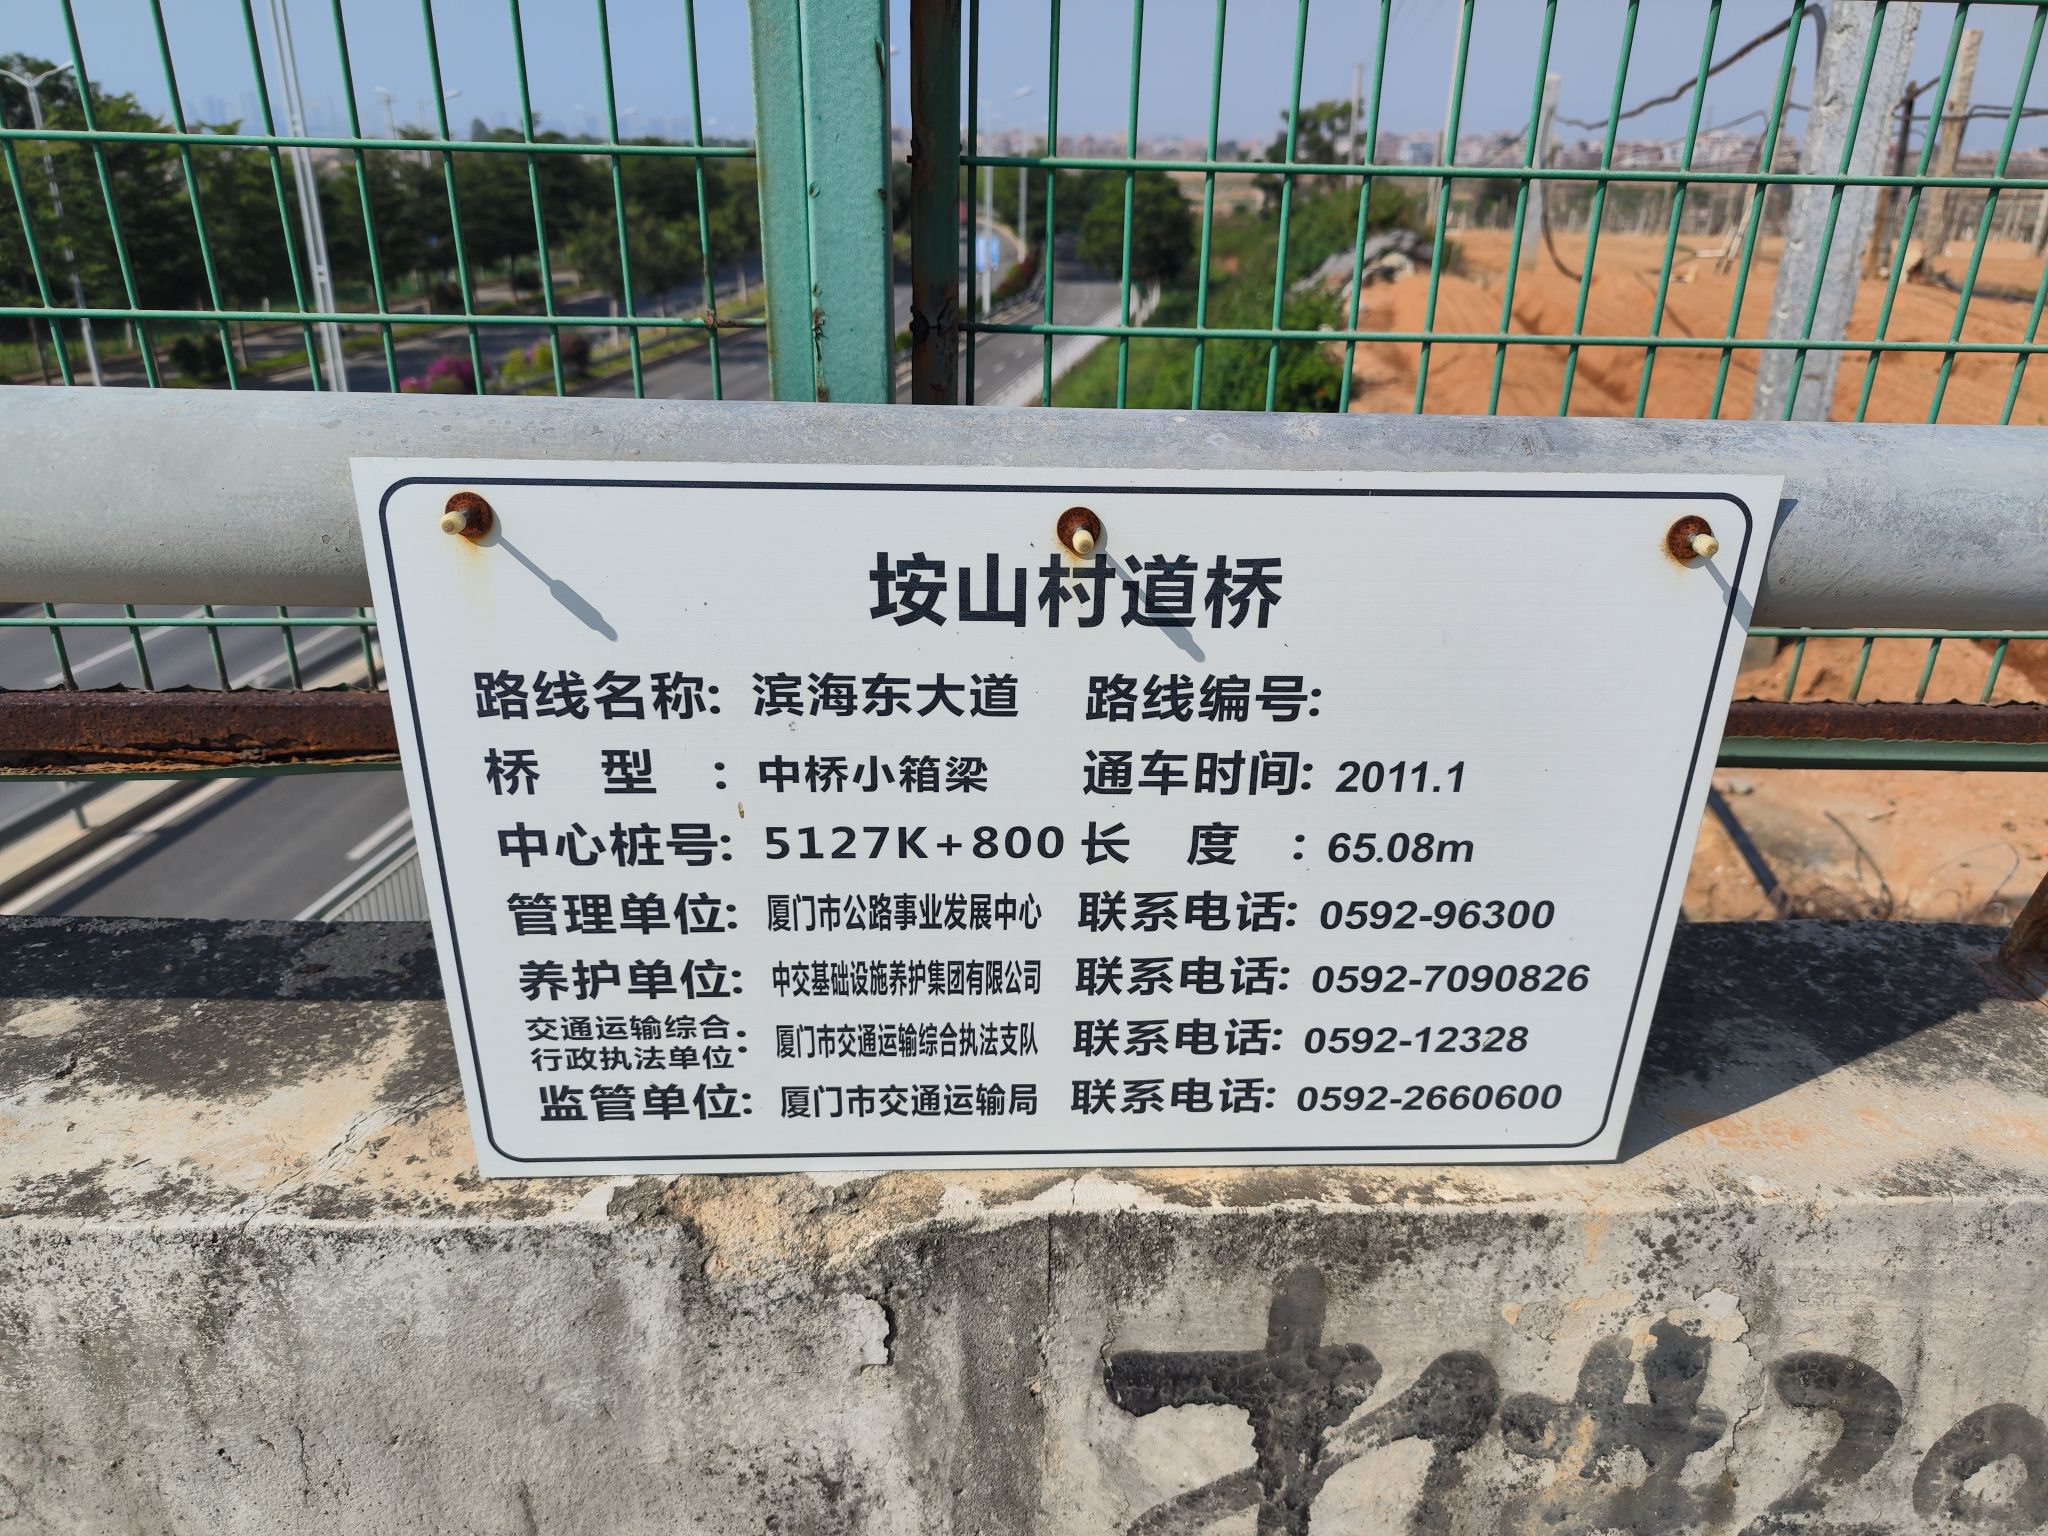 垵山村道桥
路线名称: 滨海东大道 路线编号:
桥 型 : 中桥小箱梁 通车时间: 2011.1
中心桩号: 5127K+800 长 度 : 65.08m
管理单位: 厦门市公路事业发展中心 联系电话: 0592-96300
养护单位: 中交基础设施养护集团有限公司 联系电话: 0592-7090826
交通运输综合行政执法单位: 厦门市交通运输综合执法支队 联系电话: 0592-12328
监管单位: 厦门市交通运输局 联系电话: 0592-2660600